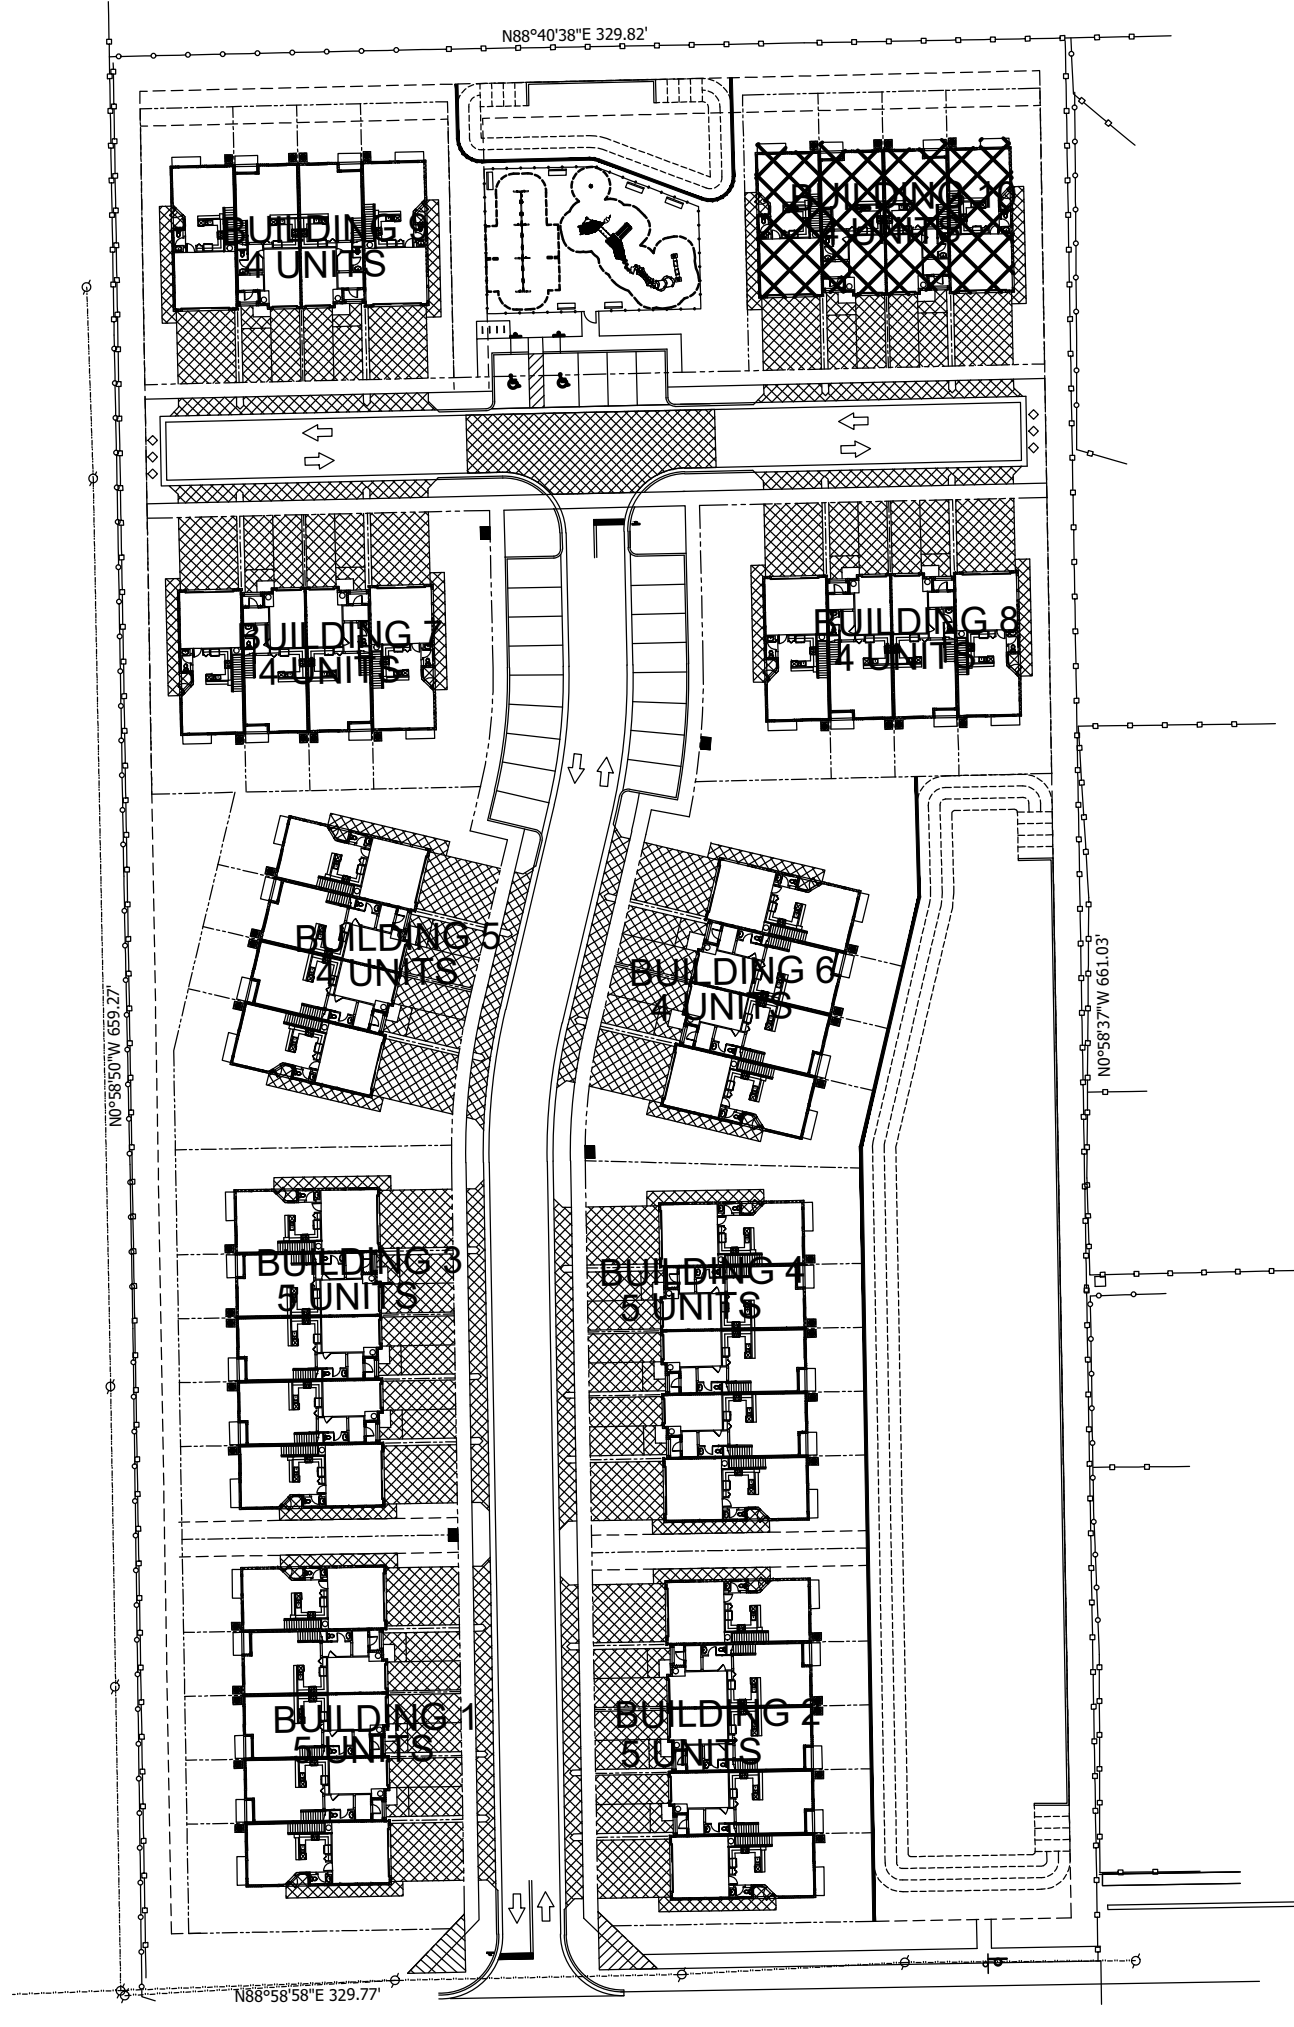 N88°40'38"E 329.82'
BUILDING 10
4 UNITS
BUILDING 9
4 UNITS
BUILDING 7
4 UNITS
BUILDING 8
4 UNITS
BUILDING 5
4 UNITS
BUILDING 6
4 UNITS
N0°58'50"W 659.27'
N0°58'37"W 661.03'
BUILDING 3
5 UNITS
BUILDING 4
5 UNITS
BUILDING 1
5 UNITS
BUILDING 2
5 UNITS
N88°58'58"E 329.77'